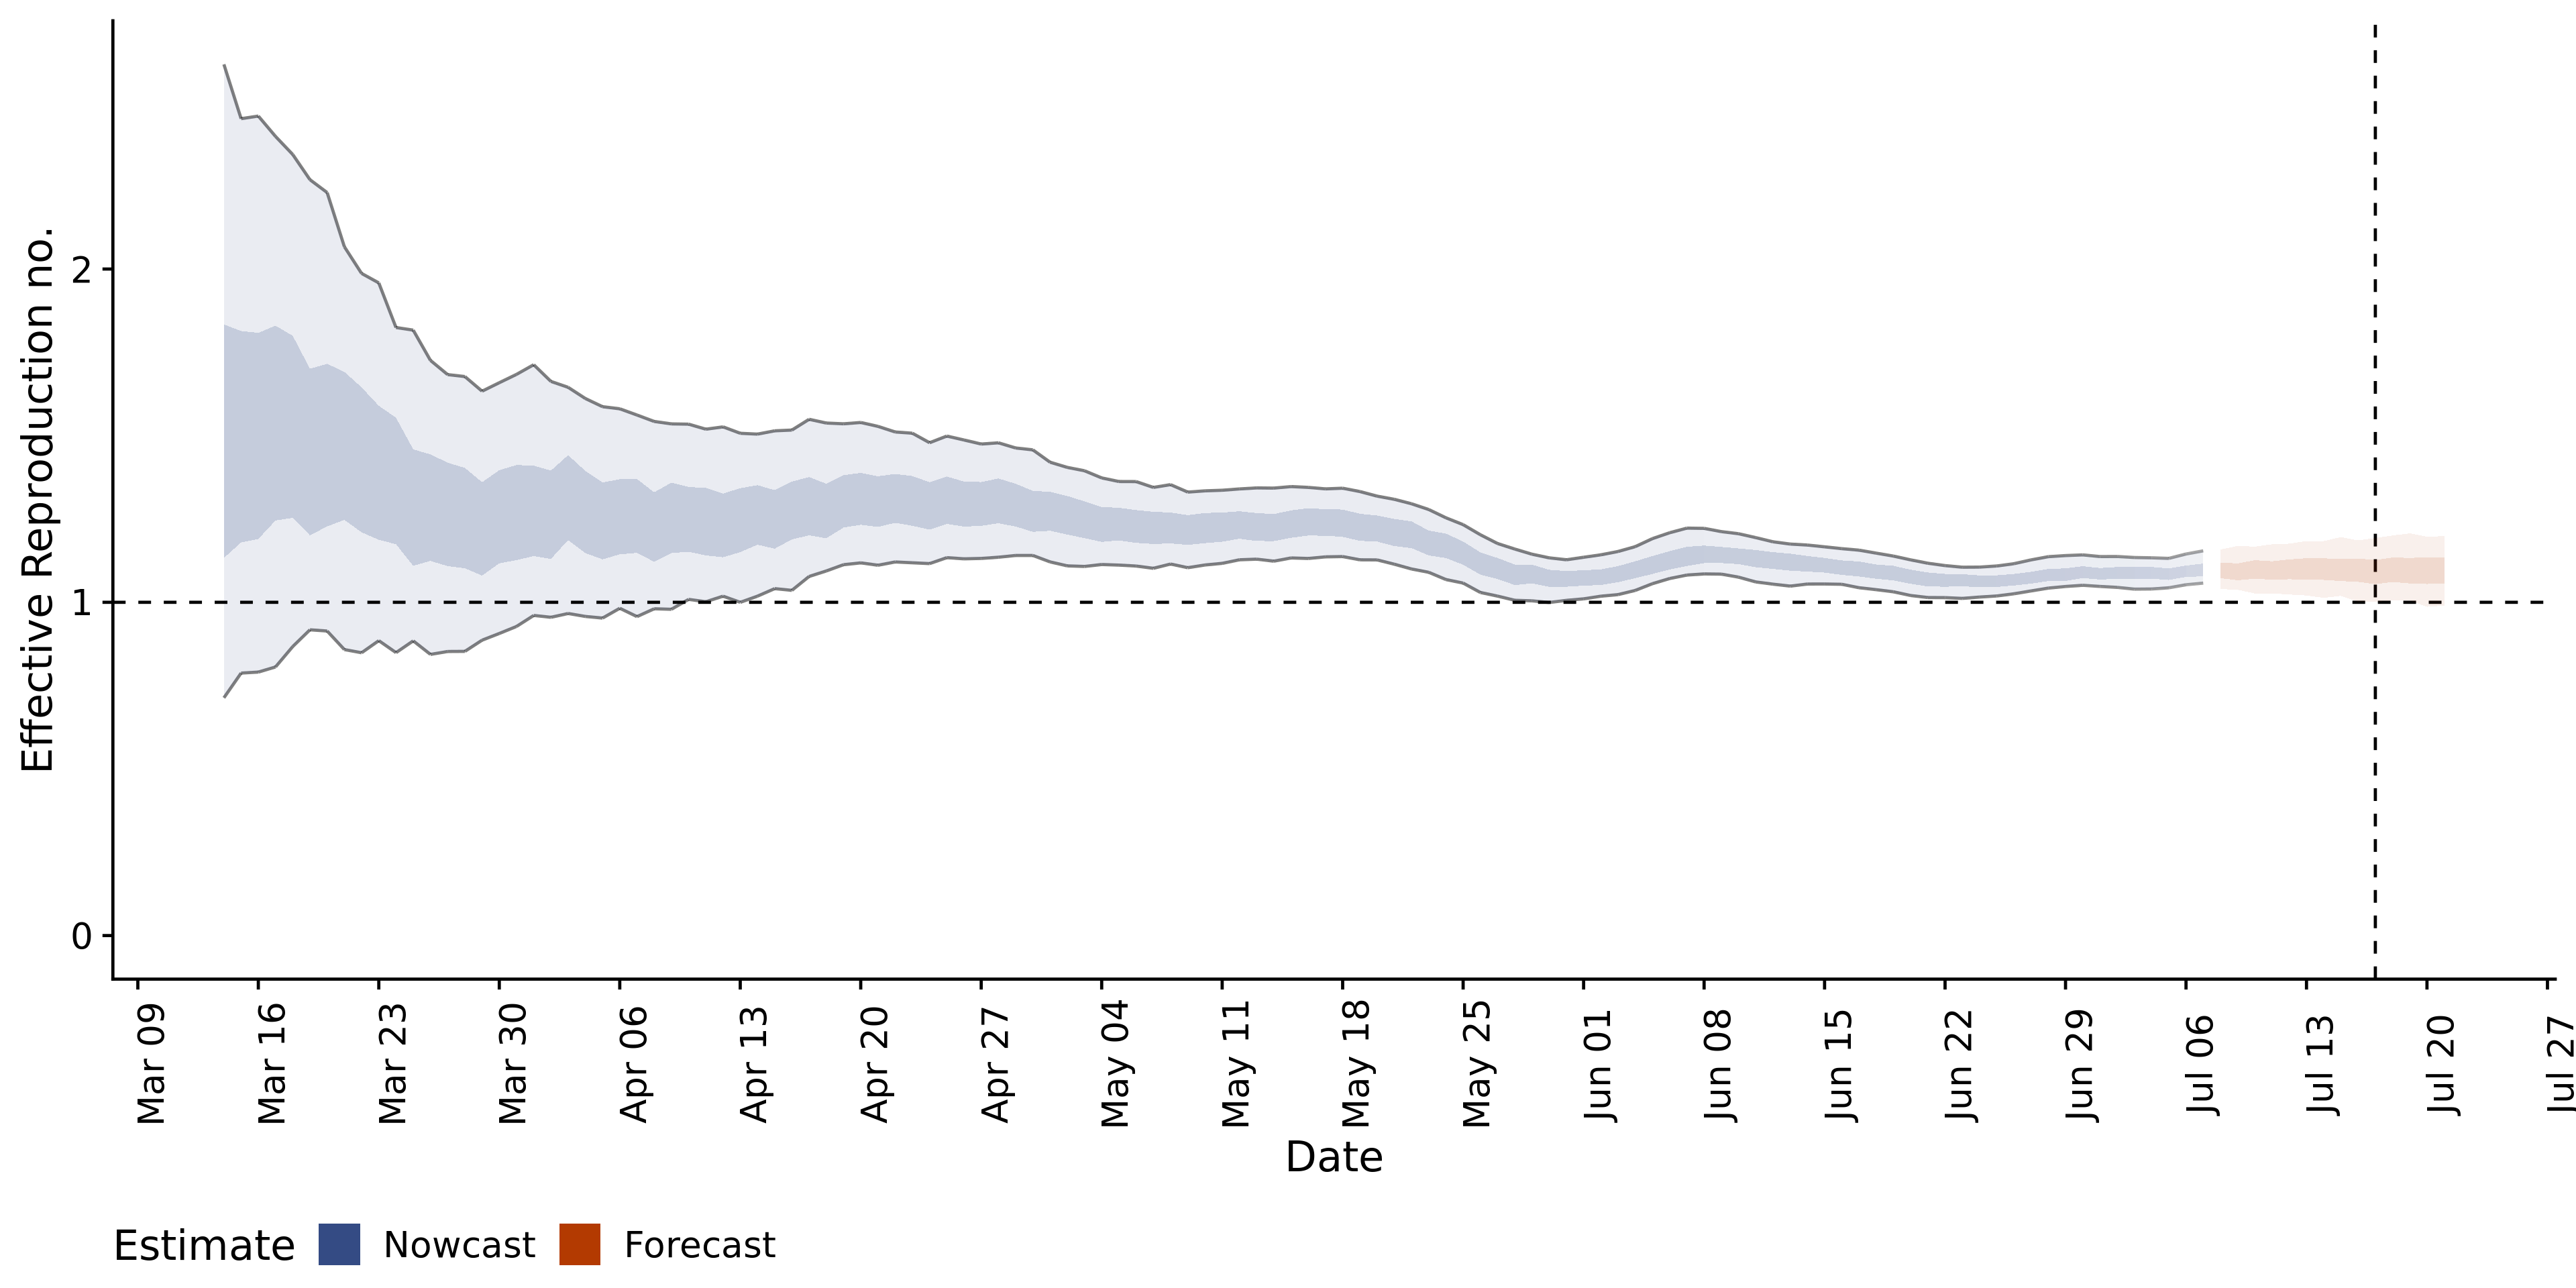 Effective Reproduction no.
2
1
0
Mar 09
Mar 16
Mar 23
Mar 30
Apr 06
Apr 13
Apr 20
Apr 27
May 04
May 11
May 18
May 25
Jun 01
Jun 08
Jun 15
Jun 22
Jun 29
Jul 06
Jul 13
Jul 20
Jul 27
Date
Estimate Nowcast Forecast